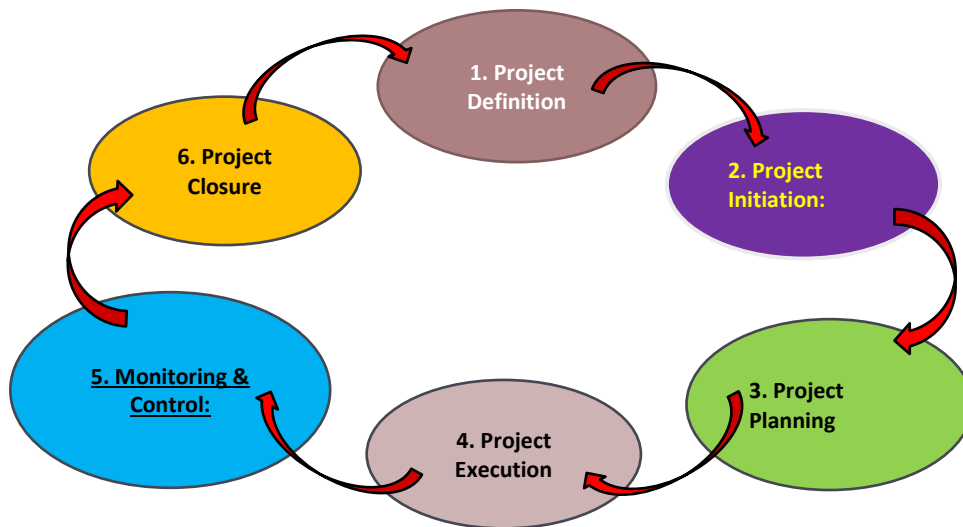 1. Project
Definition
2. Project
Initiation:
3. Project
Planning
4. Project
Execution
5. Monitoring &
Control:
6. Project
Closure